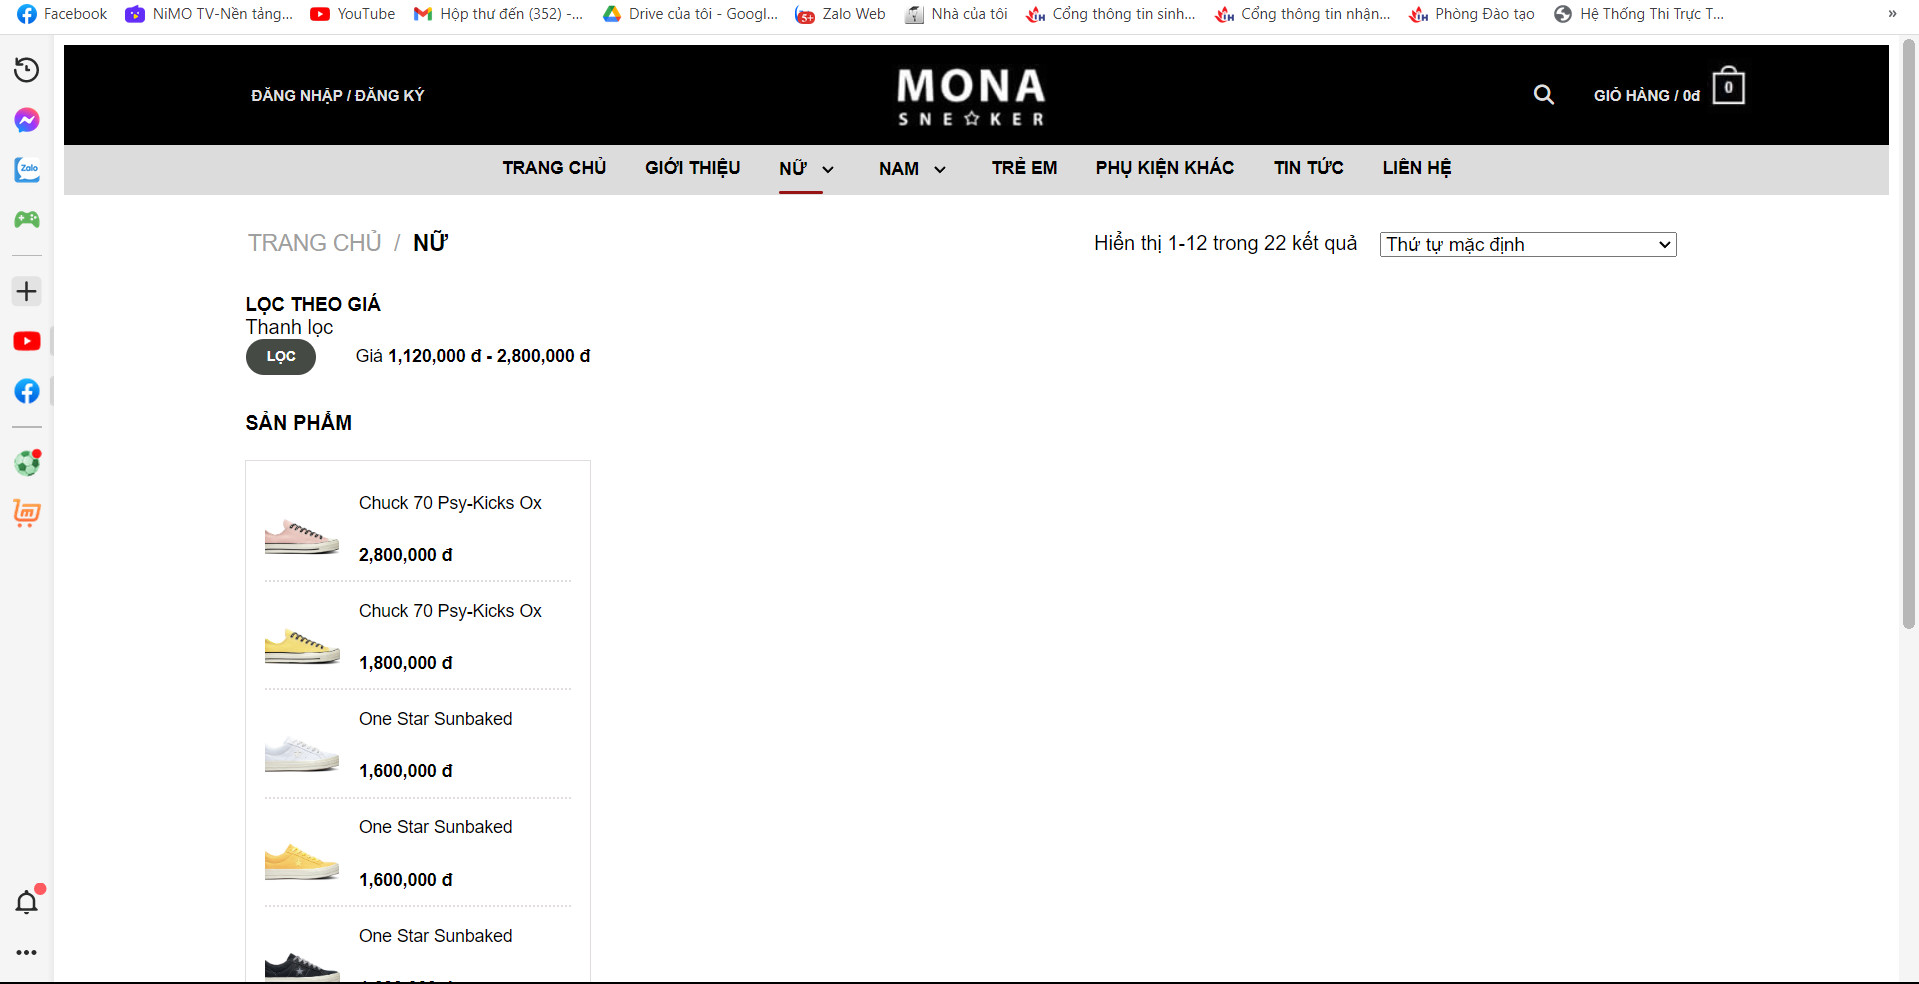 Facebook NiMO TV-Nền tảng... YouTube Hộp thư đến (352) -... Drive của tôi - Googl... Zalo Web Nhà của tôi Cổng thông tin sinh... Cổng thông tin nhận... Phòng Đào tạo Hệ Thống Thi Trực T... »
ĐĂNG NHẬP / ĐĂNG KÝ
MONA
SNE☆KER
GIỎ HÀNG / 0đ
0
Zalo
TRANG CHỦ GIỚI THIỆU NỮ NAM TRẺ EM PHỤ KIỆN KHÁC TIN TỨC LIÊN HỆ
TRANG CHỦ / NỮ
Hiển thị 1-12 trong 22 kết quả
Thứ tự mặc định
LỌC THEO GIÁ
Thanh lọc
LỌC
Giá 1,120,000 đ - 2,800,000 đ
SẢN PHẨM
Chuck 70 Psy-Kicks Ox
2,800,000 đ
Chuck 70 Psy-Kicks Ox
1,800,000 đ
One Star Sunbaked
1,600,000 đ
One Star Sunbaked
1,600,000 đ
One Star Sunbaked